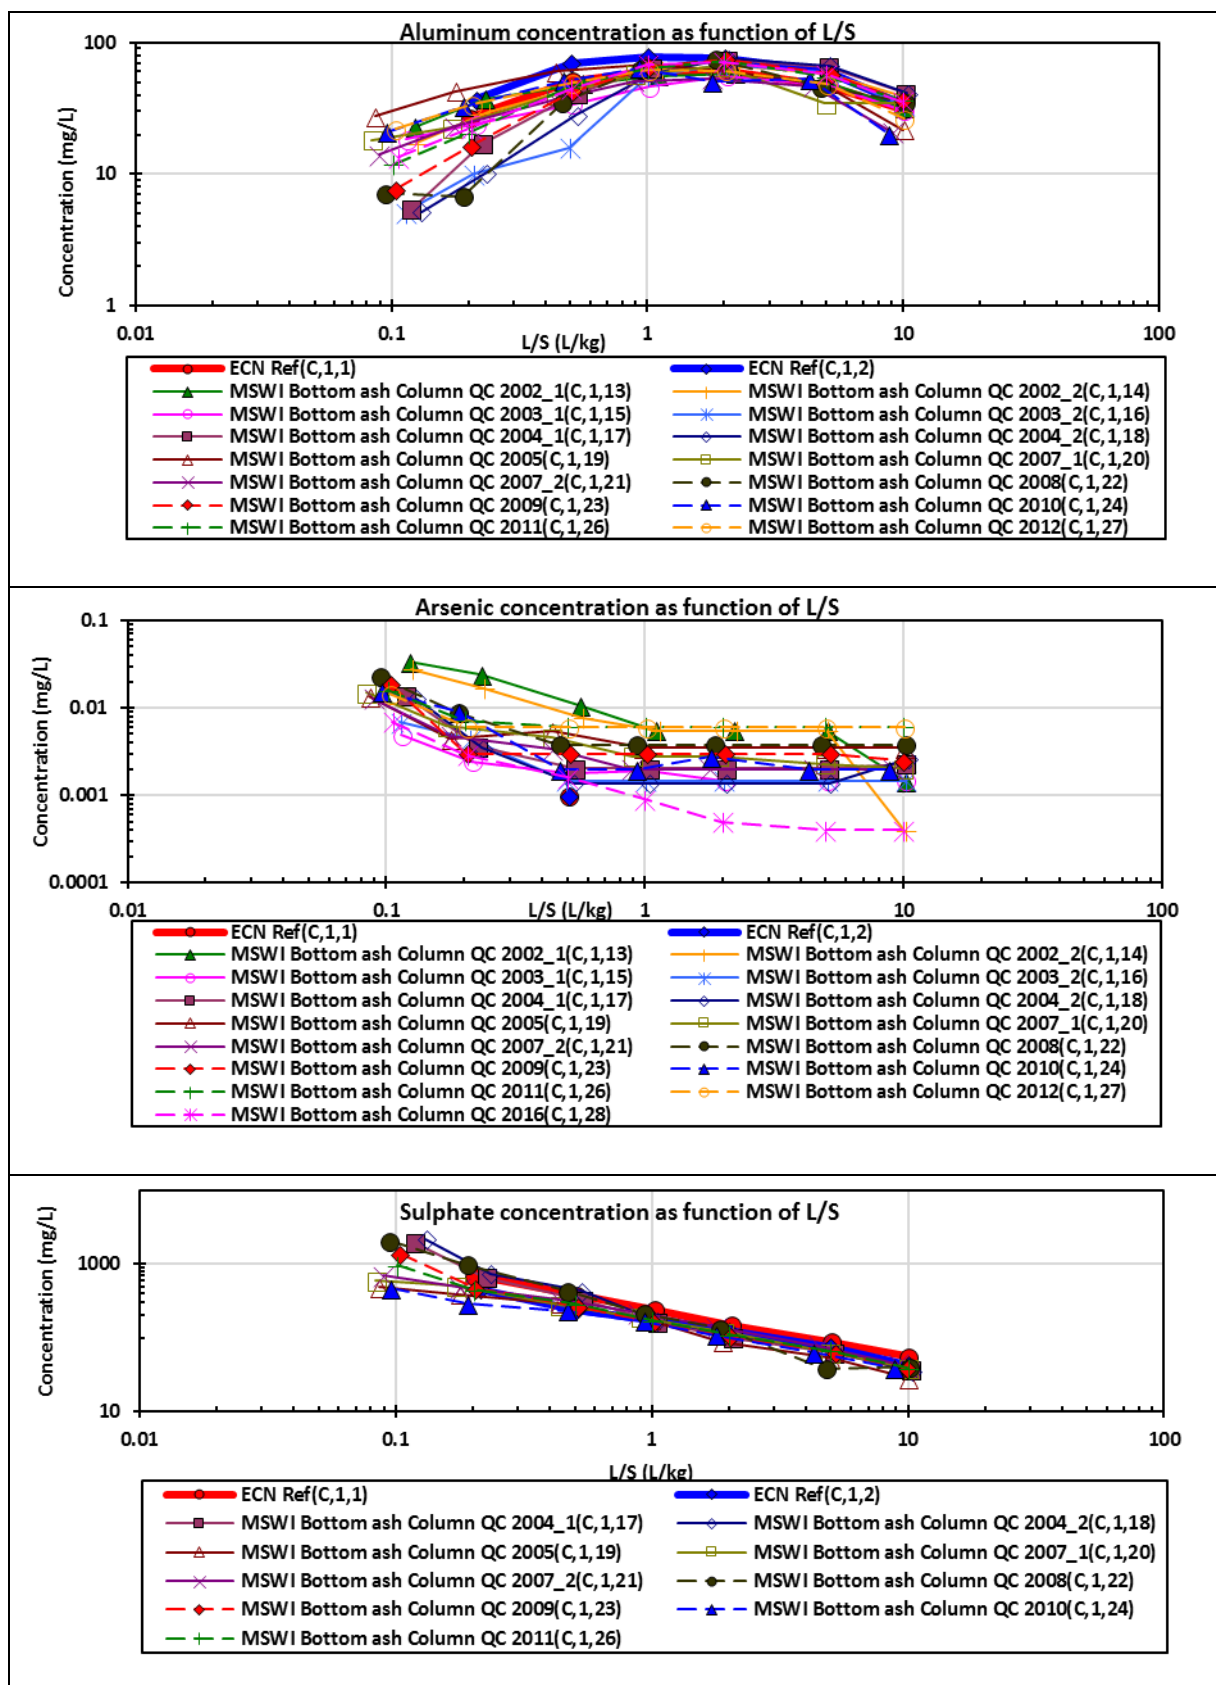 Aluminum concentration as function of L/S
Concentration (mg/L)
100
10
1
0.01
0.1
1
10
100
L/S (L/kg)
ECN Ref(C,1,1)
ECN Ref(C,1,2)
MSWI Bottom ash Column QC 2002_1(C,1,13)
MSWI Bottom ash Column QC 2002_2(C,1,14)
MSWI Bottom ash Column QC 2003_1(C,1,15)
MSWI Bottom ash Column QC 2003_2(C,1,16)
MSWI Bottom ash Column QC 2004_1(C,1,17)
MSWI Bottom ash Column QC 2004_2(C,1,18)
MSWI Bottom ash Column QC 2005(C,1,19)
MSWI Bottom ash Column QC 2007_1(C,1,20)
MSWI Bottom ash Column QC 2007_2(C,1,21)
MSWI Bottom ash Column QC 2008(C,1,22)
MSWI Bottom ash Column QC 2009(C,1,23)
MSWI Bottom ash Column QC 2010(C,1,24)
MSWI Bottom ash Column QC 2011(C,1,26)
MSWI Bottom ash Column QC 2012(C,1,27)
Arsenic concentration as function of L/S
Concentration (mg/L)
0.1
0.01
0.001
0.0001
0.01
0.1
1
10
100
L/S (L/kg)
ECN Ref(C,1,1)
ECN Ref(C,1,2)
MSWI Bottom ash Column QC 2002_1(C,1,13)
MSWI Bottom ash Column QC 2002_2(C,1,14)
MSWI Bottom ash Column QC 2003_1(C,1,15)
MSWI Bottom ash Column QC 2003_2(C,1,16)
MSWI Bottom ash Column QC 2004_1(C,1,17)
MSWI Bottom ash Column QC 2004_2(C,1,18)
MSWI Bottom ash Column QC 2005(C,1,19)
MSWI Bottom ash Column QC 2007_1(C,1,20)
MSWI Bottom ash Column QC 2007_2(C,1,21)
MSWI Bottom ash Column QC 2008(C,1,22)
MSWI Bottom ash Column QC 2009(C,1,23)
MSWI Bottom ash Column QC 2010(C,1,24)
MSWI Bottom ash Column QC 2011(C,1,26)
MSWI Bottom ash Column QC 2012(C,1,27)
MSWI Bottom ash Column QC 2016(C,1,28)
Sulphate concentration as function of L/S
Concentration (mg/L)
1000
10
0.01
0.1
1
10
100
L/S (L/kg)
ECN Ref(C,1,1)
ECN Ref(C,1,2)
MSWI Bottom ash Column QC 2004_1(C,1,17)
MSWI Bottom ash Column QC 2004_2(C,1,18)
MSWI Bottom ash Column QC 2005(C,1,19)
MSWI Bottom ash Column QC 2007_1(C,1,20)
MSWI Bottom ash Column QC 2007_2(C,1,21)
MSWI Bottom ash Column QC 2008(C,1,22)
MSWI Bottom ash Column QC 2009(C,1,23)
MSWI Bottom ash Column QC 2010(C,1,24)
MSWI Bottom ash Column QC 2011(C,1,26)